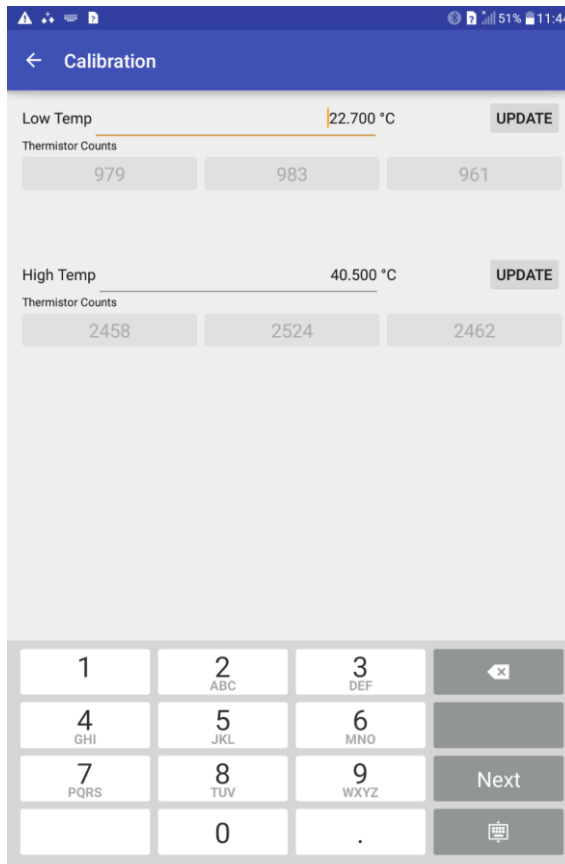 51% 11:44
Calibration
Low Temp 22.700 °C UPDATE
Thermistor Counts
979 983 961
High Temp 40.500 °C UPDATE
Thermistor Counts
2458 2524 2462
1 2 ABC 3 DEF
4 GHI 5 JKL 6 MNO
7 PQRS 8 TUV 9 WXYZ Next
0 .